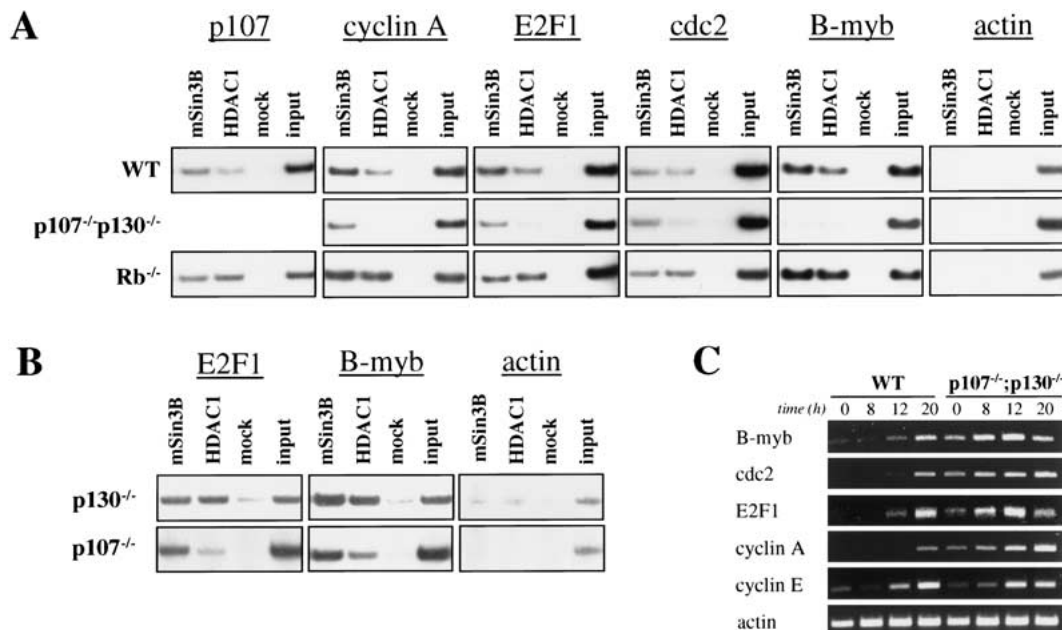 A
p107 cyclin A E2F1 cdc2 B-myb actin
mSin3B HDAC1 mock input mSin3B HDAC1 mock input mSin3B HDAC1 mock input mSin3B HDAC1 mock input mSin3B HDAC1 mock input mSin3B HDAC1 mock input
WT
p107-/-p130-/-
Rb-/-
B
E2F1 B-myb actin
mSin3B HDAC1 mock input mSin3B HDAC1 mock input mSin3B HDAC1 mock input
p130-/-
p107-/-
C
WT p107-/-;p130-/-
time (h) 0 8 12 20 0 8 12 20
B-myb
cdc2
E2F1
cyclin A
cyclin E
actin